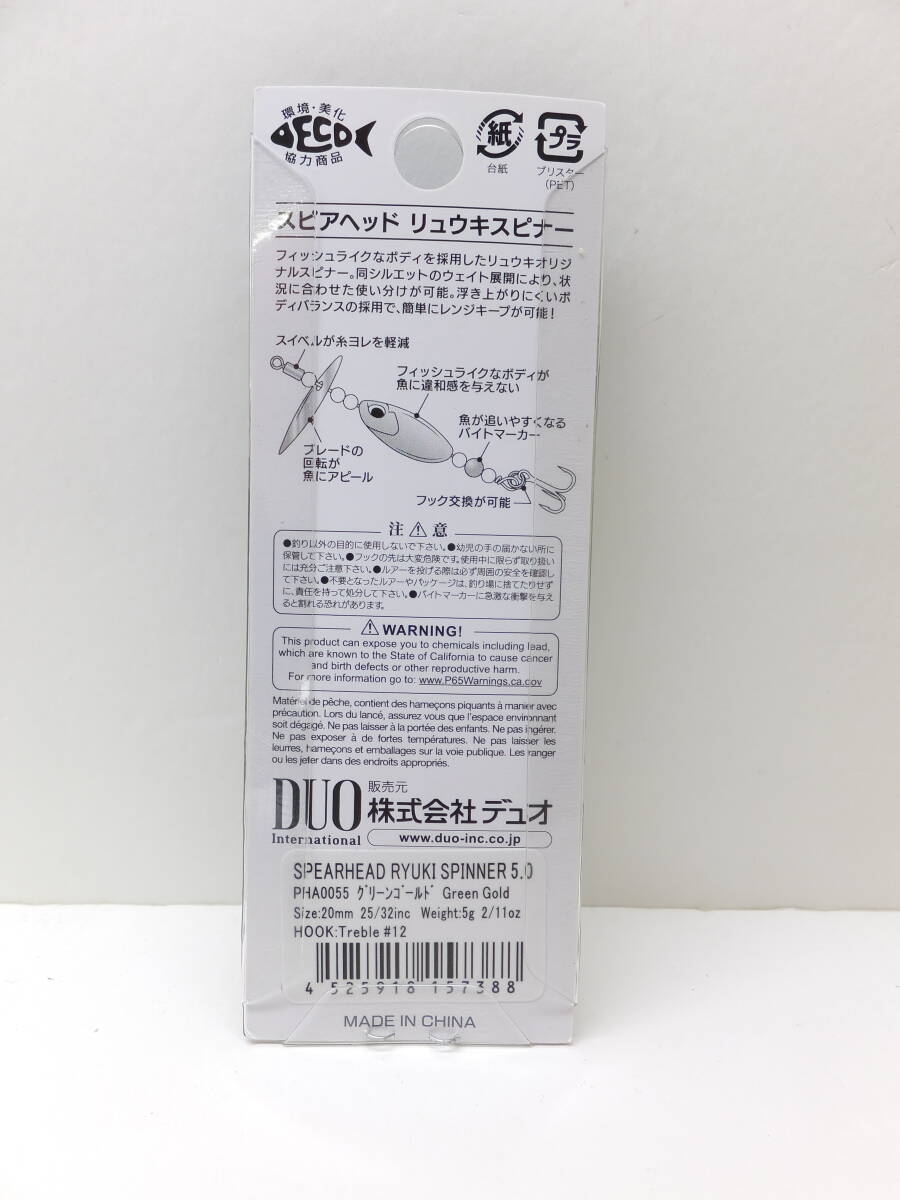 環境・美化
ECO
協力商品
紙
台紙
プラ
ブリスター
(PET)
スピアヘッド リュウキスピナー
フィッシュライクなボディを採用したリュウキオリジ
ナルスピナー。同シルエットのウェイト展開により、状
況に合わせた使い分けが可能。浮き上がりにくいボ
ディバランスの採用で、簡単にレンジキープが可能！
スイベルが糸ヨレを軽減
フィッシュライクなボディが
魚に違和感を与えない
魚が追いやすくなる
バイトマーカー
ブレードの
回転が
魚にアピール
フック交換が可能
注⚠意
●釣り以外の目的に使用しないで下さい。●幼児の手の届かない所に
保管して下さい。●フックの先は大変危険です。使用中に限らず取り扱い
には充分ご注意下さい。●ルアーを投げる際は必ず周囲の安全を確認し
て下さい。●不要となったルアーやパッケージは、釣り場に捨てたりせず
に、責任を持って処分して下さい。●バイトマーカーに急激な衝撃を与え
ると割れる恐れがあります。
⚠WARNING!
This product can expose you to chemicals including lead,
which are known to the State of California to cause cancer
and birth defects or other reproductive harm.
For more information go to: www.P65Warnings.ca.gov
Matériel de pêche, contient des hameçons piquants à manier avec
précaution. Lors du lancé, assurez vous que l'espace environnant
soit dégagé. Ne pas laisser à la portée des enfants. Ne pas ingérer.
Ne pas exposer à de fortes températures. Ne pas laisser les
leurres, hameçons et emballages sur la voie publique. Les ranger
ou les jeter dans des endroits appropriés.
DUO
International
販売元
株式会社デュオ
www.duo-inc.co.jp
SPEARHEAD RYUKI SPINNER 5.0
PHA0055 グリーンゴールド Green Gold
Size:20mm 25/32inc Weight:5g 2/11oz
HOOK:Treble #12
4 525918 157388
MADE IN CHINA